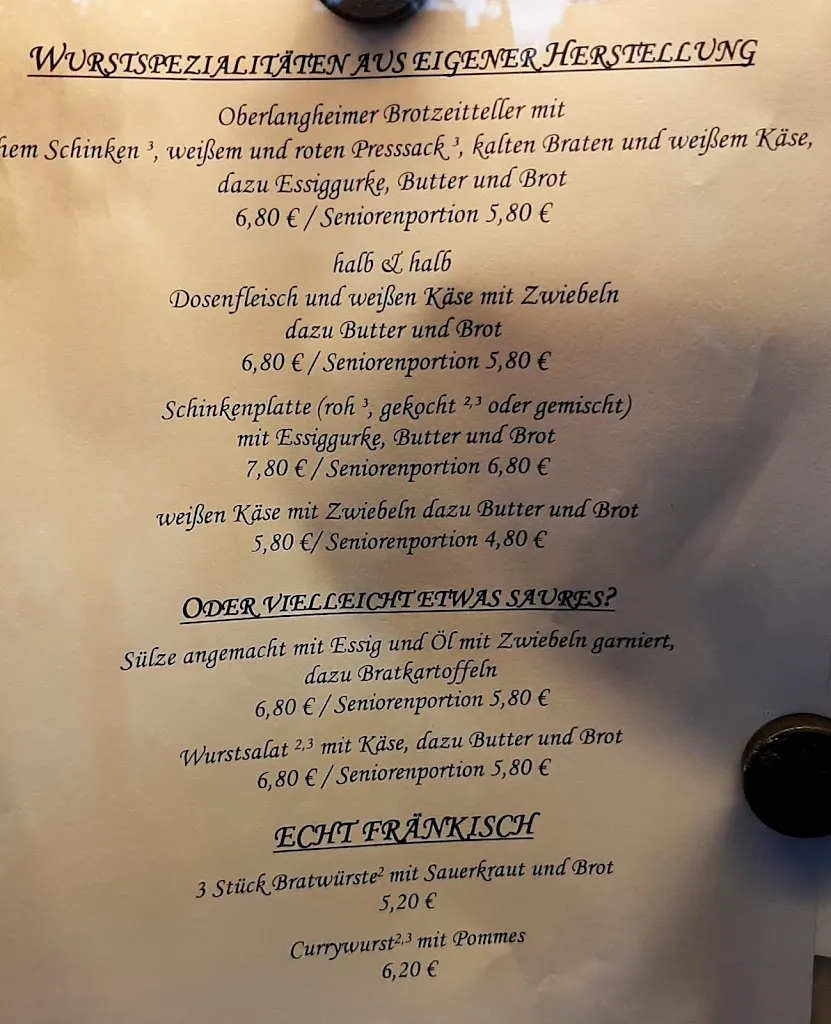 WURSTSPEZIALITÄTEN AUS EIGENER HERSTELLUNG
Oberlangheimer Brotzeitteller mit
Schinken ³, weißem und roten Presssack ³, kalten Braten und weißem Käse,
dazu Essiggurke, Butter und Brot
6,80 € / Seniorenportion 5,80 €
halb & halb
Dosenfleisch und weißen Käse mit Zwiebeln
dazu Butter und Brot
6,80 € / Seniorenportion 5,80 €
Schinkenplatte (roh ³, gekocht ²,³ oder gemischt)
mit Essiggurke, Butter und Brot
7,80 € / Seniorenportion 6,80 €
weißen Käse mit Zwiebeln dazu Butter und Brot
5,80 €/ Seniorenportion 4,80 €
ODER VIELLEICHT ETWAS SAURES?
Sülze angemacht mit Essig und Öl mit Zwiebeln garniert,
dazu Bratkartoffeln
6,80 € / Seniorenportion 5,80 €
Wurstsalat ²,³ mit Käse, dazu Butter und Brot
6,80 € / Seniorenportion 5,80 €
ECHT FRÄNKISCH
3 Stück Bratwürste² mit Sauerkraut und Brot
5,20 €
Currywurst²,³ mit Pommes
6,20 €